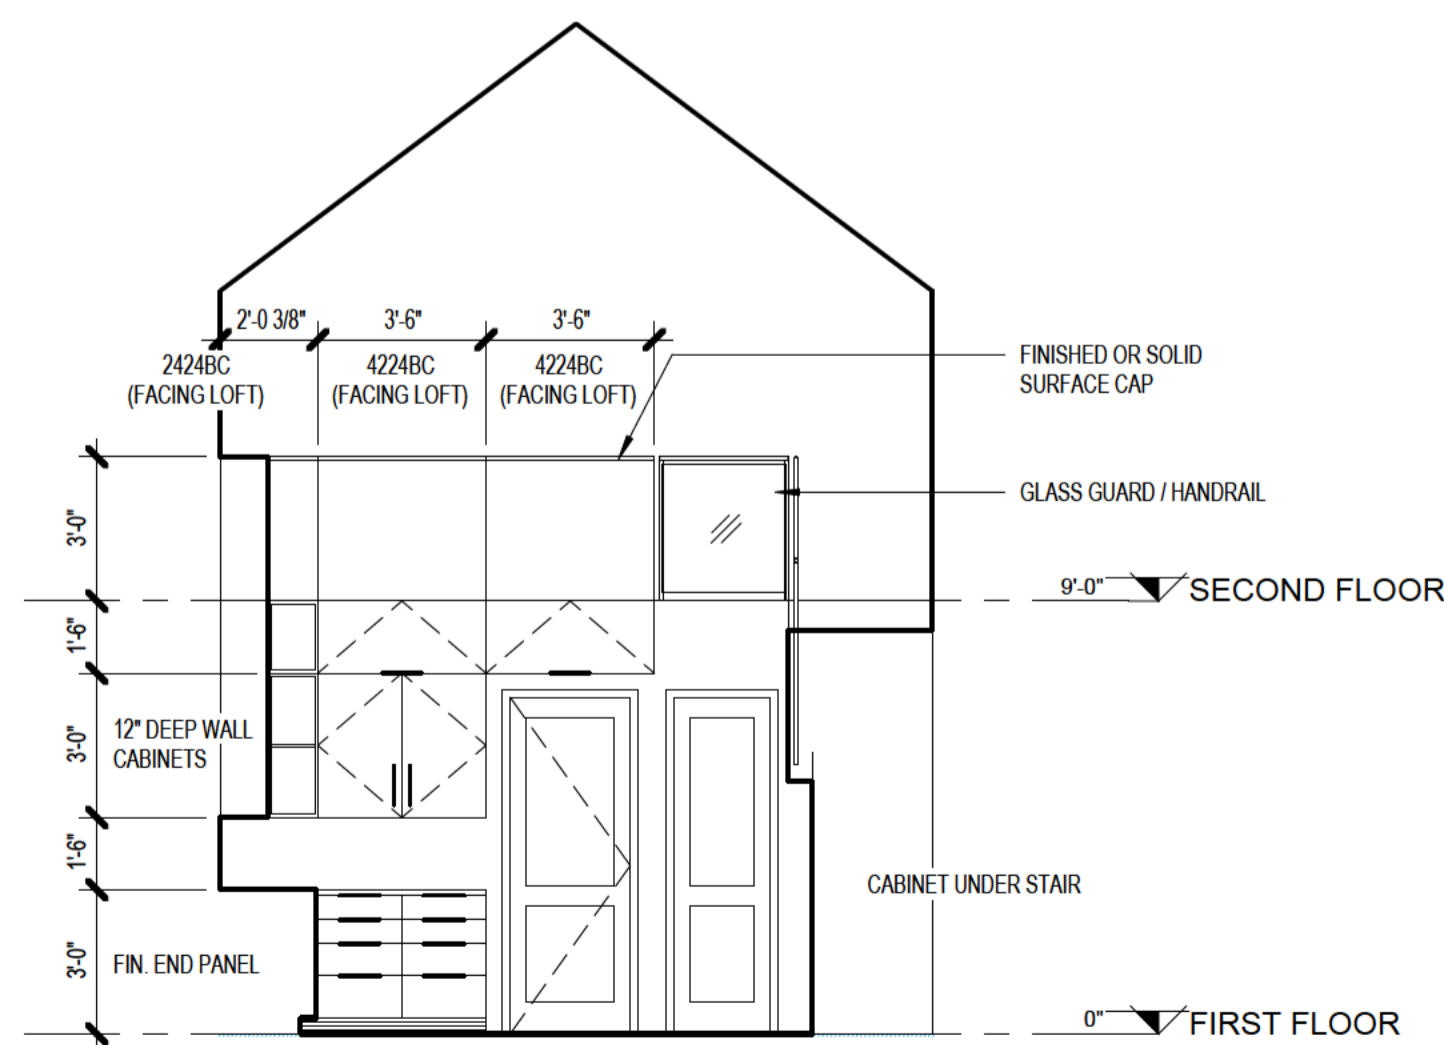 2'-0 3/8"
3'-6"
3'-6"
2424BC
(FACING LOFT)
4224BC
(FACING LOFT)
4224BC
(FACING LOFT)
FINISHED OR SOLID
SURFACE CAP
3'-0"
GLASS GUARD / HANDRAIL
9'-0"
SECOND FLOOR
1'-6"
3'-0"
12" DEEP WALL
CABINETS
1'-6"
CABINET UNDER STAIR
3'-0"
FIN. END PANEL
0"
FIRST FLOOR